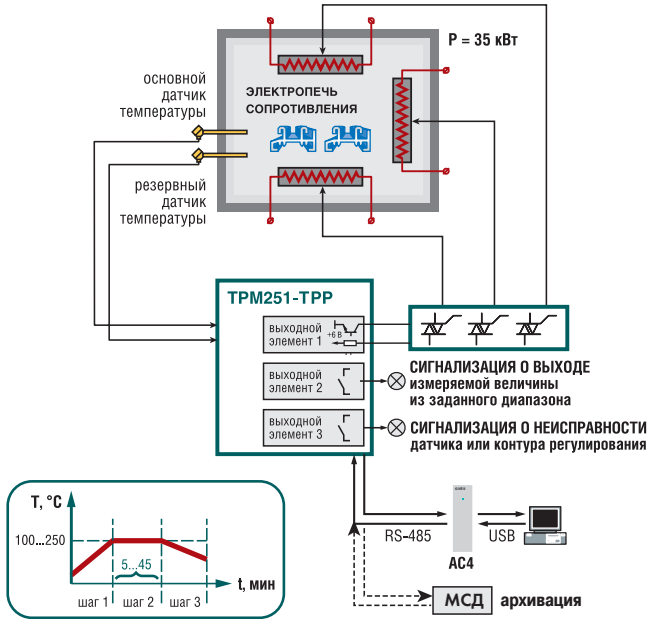 P = 35 кВт
основной
датчик
температуры
ЭЛЕКТРОПЕЧЬ
СОПРОТИВЛЕНИЯ
резервный
датчик
температуры
ТРМ251-ТРР
выходной
элемент 1
+6 В
выходной
элемент 2
СИГНАЛИЗАЦИЯ О ВЫХОДЕ
измеряемой величины
из заданного диапазона
выходной
элемент 3
СИГНАЛИЗАЦИЯ О НЕИСПРАВНОСТИ
датчика или контура регулирования
T, °C
100...250
5...45
t, мин
шаг 1
шаг 2
шаг 3
RS-485
USB
АС4
МСД
архивация